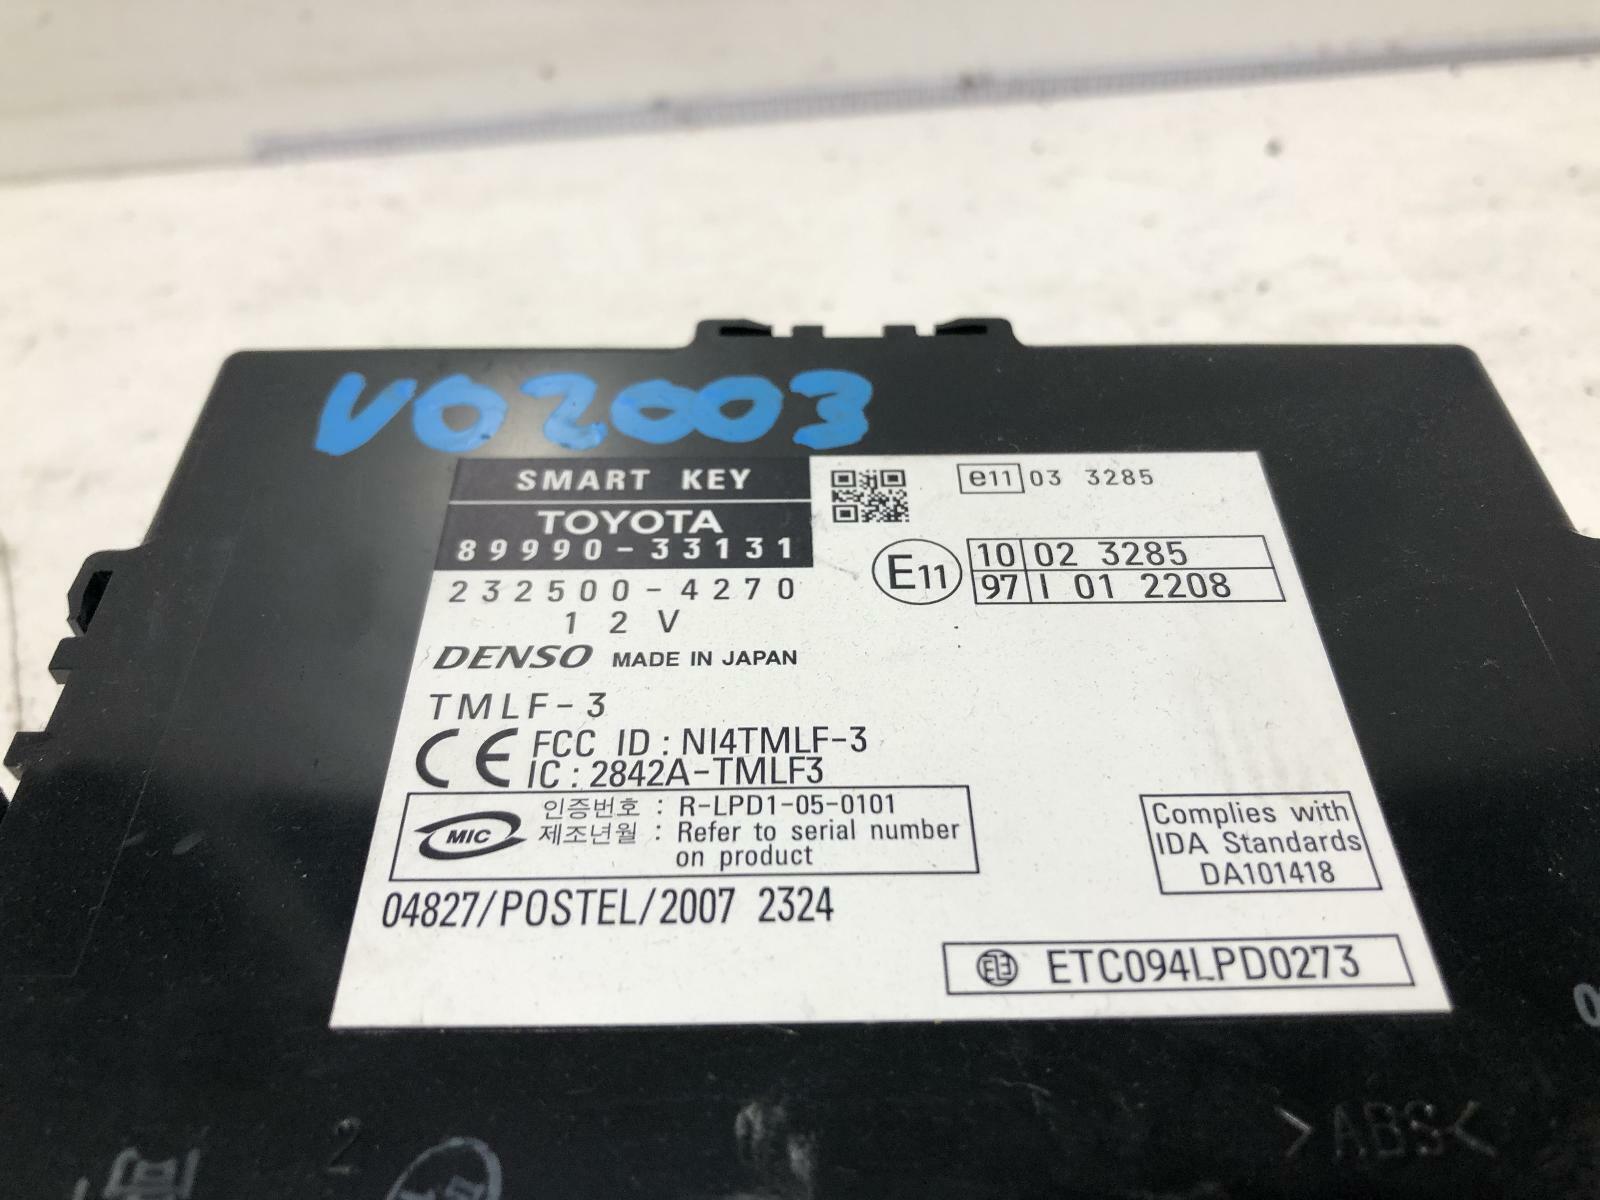 VO2003
SMART KEY
TOYOTA
89990-33131
232500-4270
12V
DENSO MADE IN JAPAN
TMLF-3
CE FCC ID : NI4TMLF-3
IC : 2842A-TMLF3
MIC 인증번호 : R-LPD1-05-0101
제조년월 : Refer to serial number
on product
04827/POSTEL/2007 2324
e11 03 3285
E11 10 02 3285
97 I 01 2208
Complies with
IDA Standards
DA101418
ETC094LPD0273
>ABS<
2